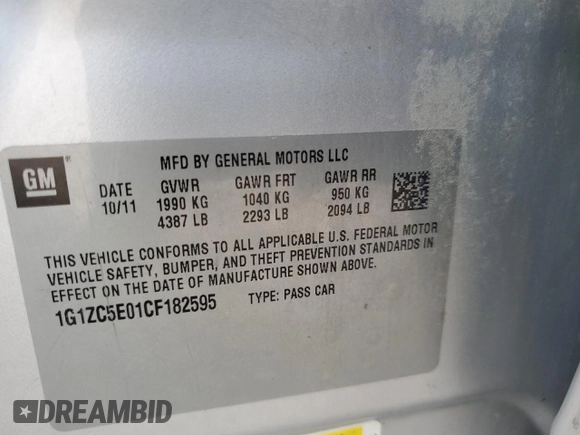 GM
MFD BY GENERAL MOTORS LLC
DATE GVWR GAWR FRT GAWR RR
10/11 1990 KG 1040 KG 950 KG
4387 LB 2293 LB 2094 LB
THIS VEHICLE CONFORMS TO ALL APPLICABLE U.S. FEDERAL MOTOR
VEHICLE SAFETY, BUMPER, AND THEFT PREVENTION STANDARDS IN
EFFECT ON THE DATE OF MANUFACTURE SHOWN ABOVE.
1G1ZC5E01CF182595 TYPE: PASS CAR
DREAMBID